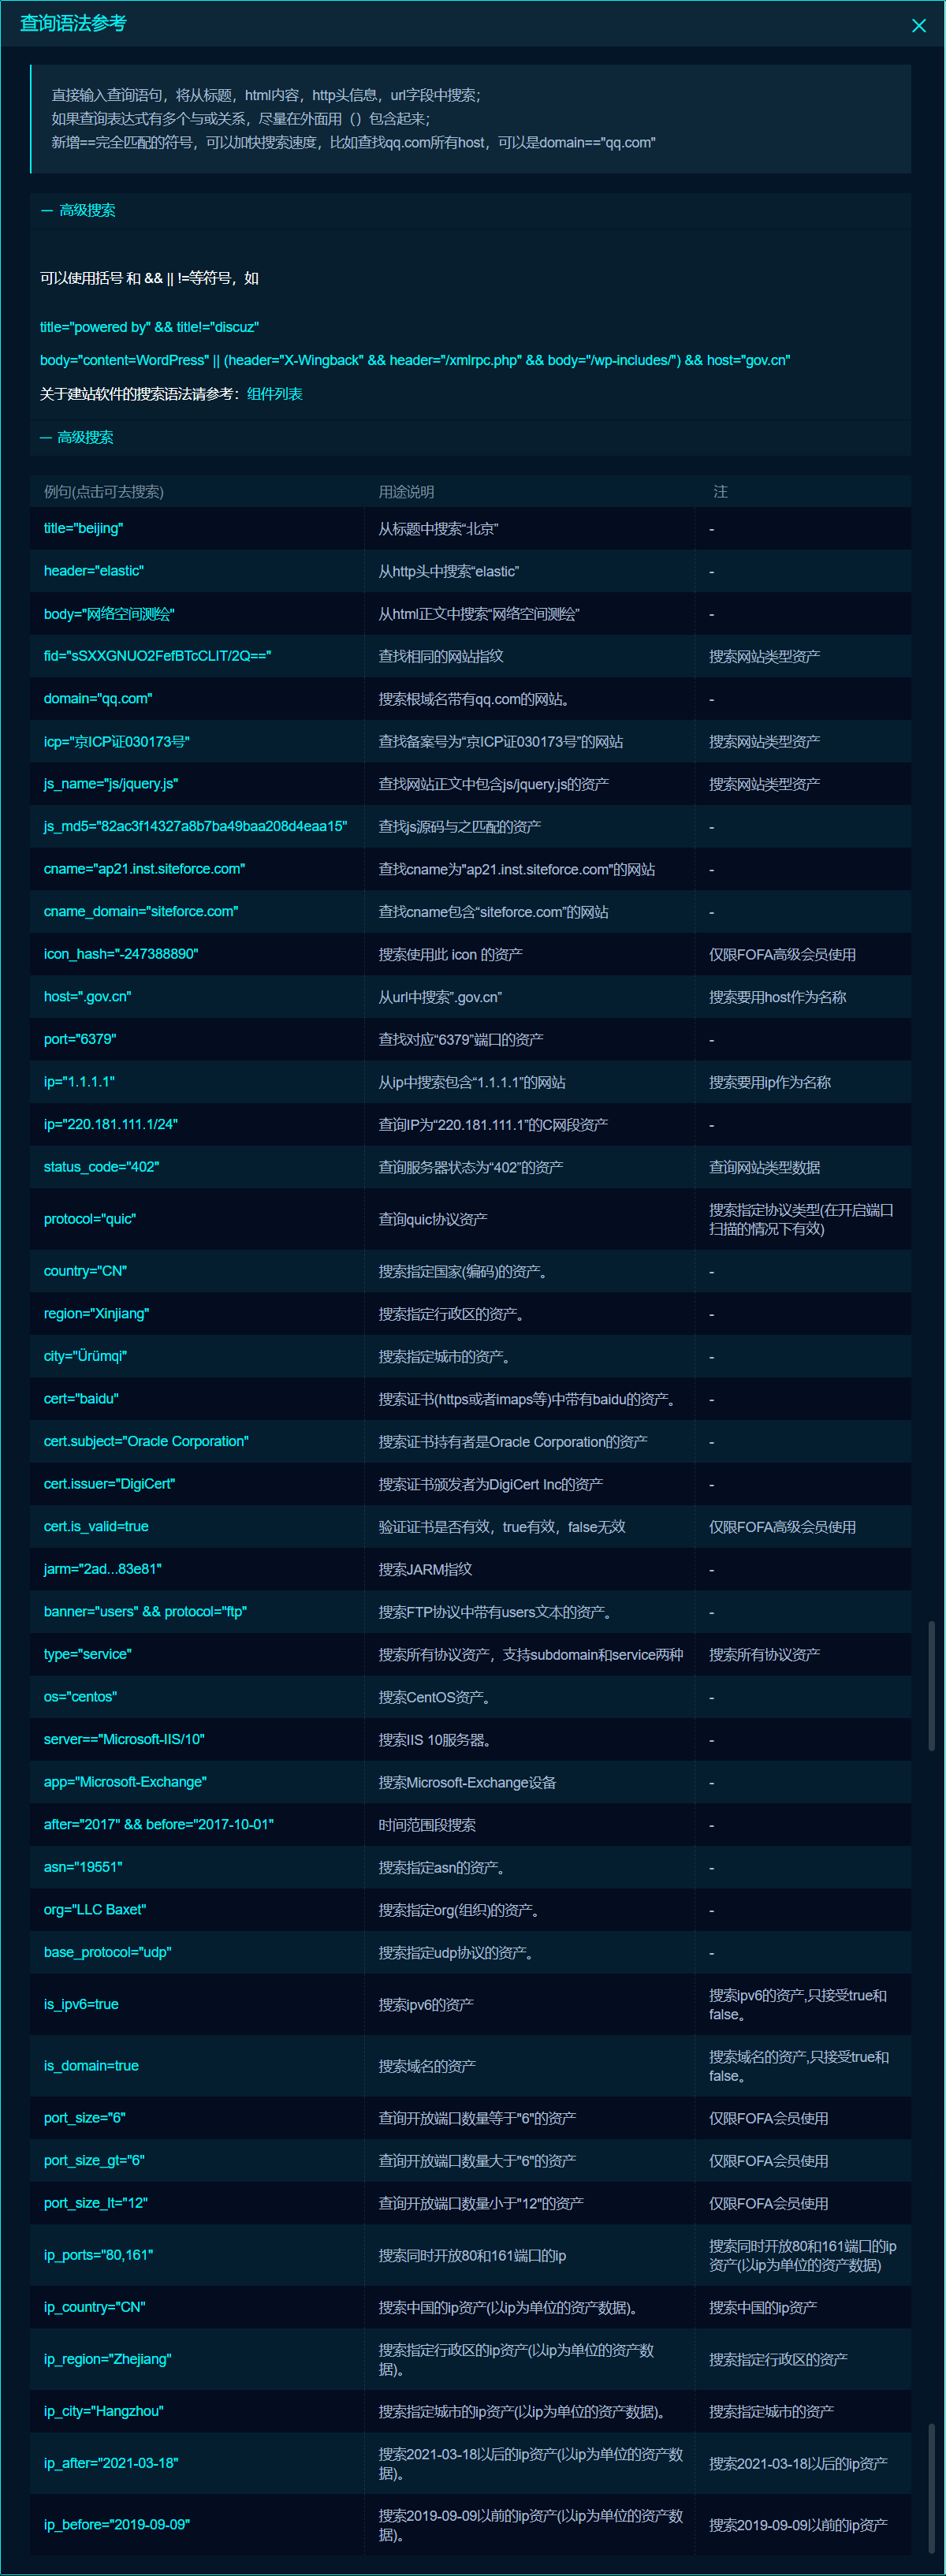 查询语法参考
直接输入查询语句，将从标题，html内容，http头信息，url字段中搜索；
如果查询表达式有多个与或关系，尽量在外面用（）包含起来；
新增==完全匹配的符号，可以加快搜索速度，比如查找qq.com所有host，可以是domain=="qq.com"
— 高级搜索
可以使用括号 和 && || !=等符号，如
title="powered by" && title!="discuz"
body="content=WordPress" || (header="X-Wingback" && header="/xmlrpc.php" && body="/wp-includes/") && host="gov.cn"
关于建站软件的搜索语法请参考：组件列表
— 高级搜索
例句(点击可去搜索) 用途说明 注
title="beijing" 从标题中搜索“北京” -
header="elastic" 从http头中搜索“elastic” -
body="网络空间测绘" 从html正文中搜索“网络空间测绘” -
fid="sSXXGNUO2FefBTcCLIT/2Q==" 查找相同的网站指纹 搜索网站类型资产
domain="qq.com" 搜索根域名带有qq.com的网站。 -
icp="京ICP证030173号" 查找备案号为“京ICP证030173号”的网站 搜索网站类型资产
js_name="js/jquery.js" 查找网站正文中包含js/jquery.js的资产 搜索网站类型资产
js_md5="82ac3f14327a8b7ba49baa208d4eaa15" 查找js源码与之匹配的资产 -
cname="ap21.inst.siteforce.com" 查找cname为"ap21.inst.siteforce.com"的网站 -
cname_domain="siteforce.com" 查找cname包含“siteforce.com”的网站 -
icon_hash="-247388890" 搜索使用此 icon 的资产 仅限FOFA高级会员使用
host=".gov.cn" 从url中搜索”.gov.cn” 搜索要用host作为名称
port="6379" 查找对应“6379”端口的资产 -
ip="1.1.1.1" 从ip中搜索包含“1.1.1.1”的网站 搜索要用ip作为名称
ip="220.181.111.1/24" 查询IP为“220.181.111.1”的C网段资产 -
status_code="402" 查询服务器状态为“402”的资产 查询网站类型数据
protocol="quic" 查询quic协议资产 搜索指定协议类型(在开启端口
扫描的情况下有效)
country="CN" 搜索指定国家(编码)的资产。 -
region="Xinjiang" 搜索指定行政区的资产。 -
city="Ürümqi" 搜索指定城市的资产。 -
cert="baidu" 搜索证书(https或者imaps等)中带有baidu的资产。 -
cert.subject="Oracle Corporation" 搜索证书持有者是Oracle Corporation的资产 -
cert.issuer="DigiCert" 搜索证书颁发者为DigiCert Inc的资产 -
cert.is_valid=true 验证证书是否有效，true有效，false无效 仅限FOFA高级会员使用
jarm="2ad...83e81" 搜索JARM指纹 -
banner="users" && protocol="ftp" 搜索FTP协议中带有users文本的资产。 -
type="service" 搜索所有协议资产，支持subdomain和service两种 搜索所有协议资产
os="centos" 搜索CentOS资产。 -
server=="Microsoft-IIS/10" 搜索IIS 10服务器。 -
app="Microsoft-Exchange" 搜索Microsoft-Exchange设备 -
after="2017" && before="2017-10-01" 时间范围段搜索 -
asn="19551" 搜索指定asn的资产。 -
org="LLC Baxet" 搜索指定org(组织)的资产。 -
base_protocol="udp" 搜索指定udp协议的资产。 -
is_ipv6=true 搜索ipv6的资产 搜索ipv6的资产,只接受true和
false。
is_domain=true 搜索域名的资产 搜索域名的资产,只接受true和
false。
port_size="6" 查询开放端口数量等于"6"的资产 仅限FOFA会员使用
port_size_gt="6" 查询开放端口数量大于"6"的资产 仅限FOFA会员使用
port_size_lt="12" 查询开放端口数量小于"12"的资产 仅限FOFA会员使用
ip_ports="80,161" 搜索同时开放80和161端口的ip 搜索同时开放80和161端口的ip
资产(以ip为单位的资产数据)
ip_country="CN" 搜索中国的ip资产(以ip为单位的资产数据)。 搜索中国的ip资产
ip_region="Zhejiang" 搜索指定行政区的ip资产(以ip为单位的资产数
据)。 搜索指定行政区的资产
ip_city="Hangzhou" 搜索指定城市的ip资产(以ip为单位的资产数据)。 搜索指定城市的资产
ip_after="2021-03-18" 搜索2021-03-18以后的ip资产(以ip为单位的资产数
据)。 搜索2021-03-18以后的ip资产
ip_before="2019-09-09" 搜索2019-09-09以前的ip资产(以ip为单位的资产数
据)。 搜索2019-09-09以前的ip资产